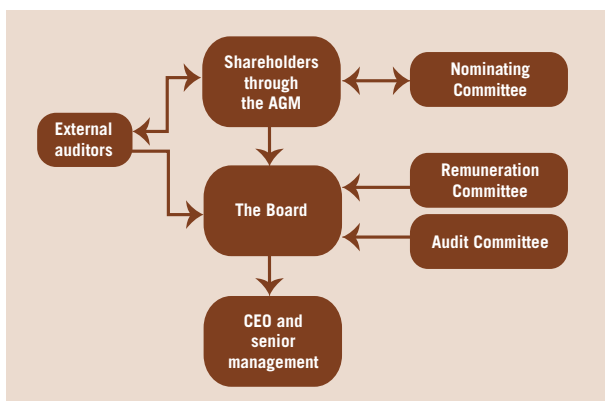 Shareholders
through
the AGM
Nominating
Committee
External
auditors
The Board
Remuneration
Committee
Audit Committee
CEO and
senior
management